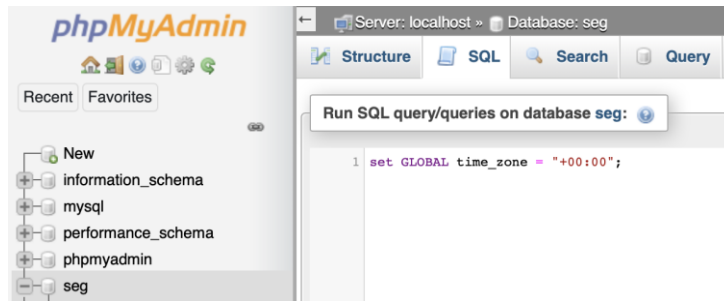 phpMyAdmin
Recent Favorites
New
information_schema
mysql
performance_schema
phpmyadmin
seg
Server: localhost » Database: seg
Structure SQL Search Query
Run SQL query/queries on database seg:
1 set GLOBAL time_zone = "+00:00";